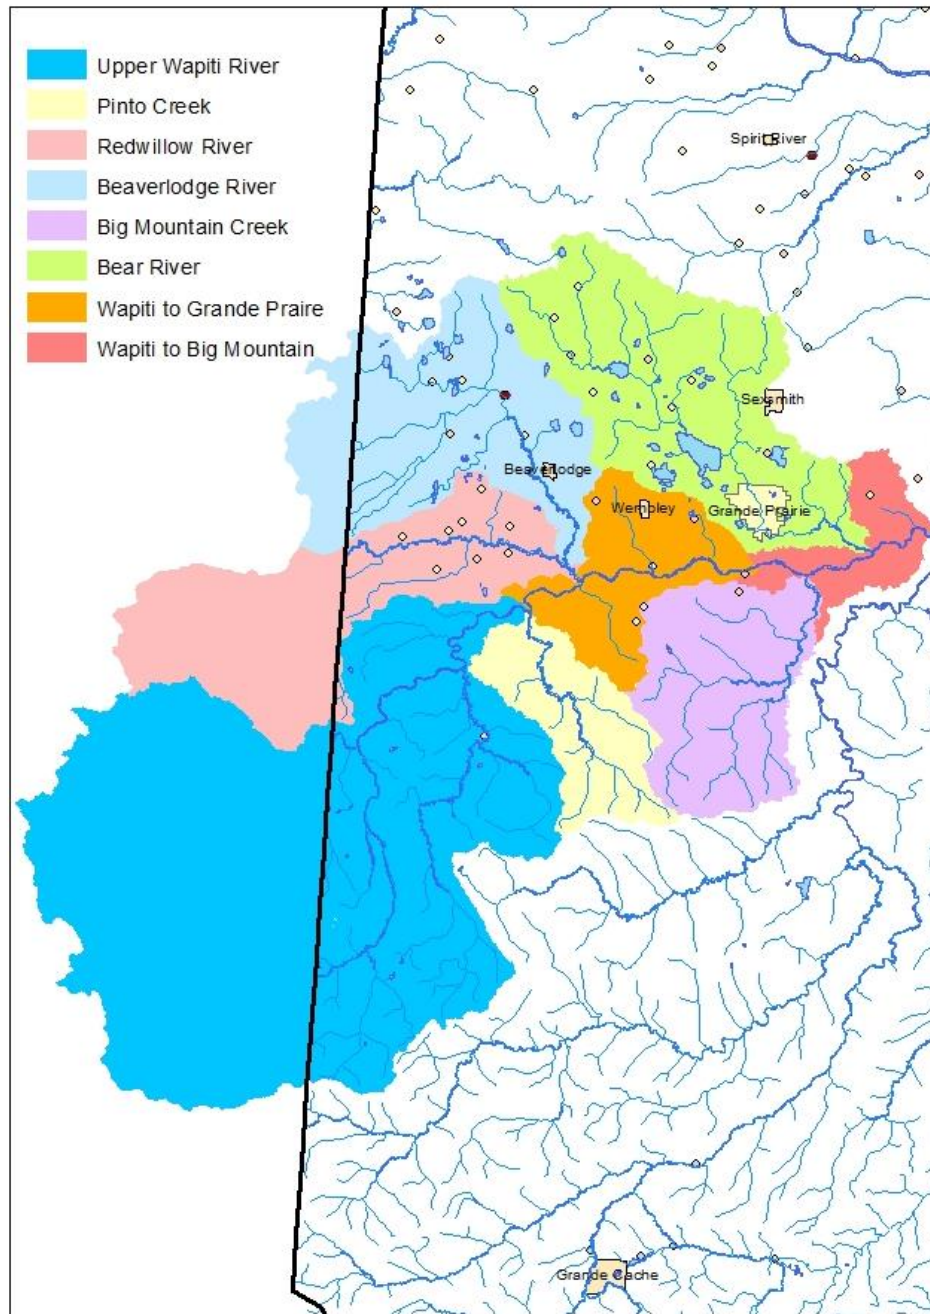 Upper Wapiti River
Pinto Creek
Redwillow River
Beaverlodge River
Big Mountain Creek
Bear River
Wapiti to Grande Praire
Wapiti to Big Mountain
Spirit River
Sexsmith
Beaverlodge
Wembley
Grande Prairie
Grande Cache